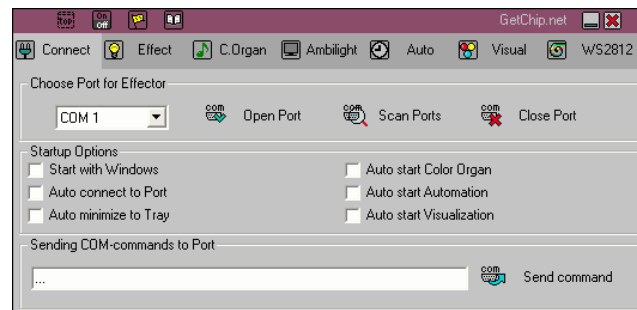 top On Off GetChip.net
Connect Effect C.Organ Ambilight Auto Visual WS2812
Choose Port for Effector
COM 1 com Open Port com Scan Ports com Close Port
Startup Options
Start with Windows Auto start Color Organ
Auto connect to Port Auto start Automation
Auto minimize to Tray Auto start Visualization
Sending COM-commands to Port
... com Send command